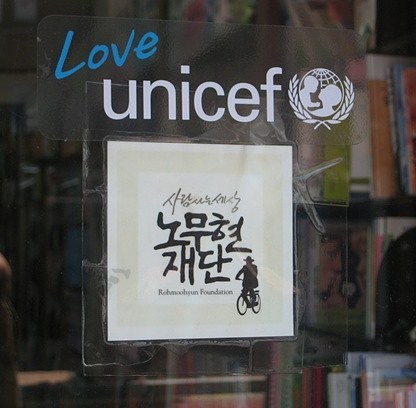 Love
unicef
사람사는세상
노무현
재단
Rohmoohyun Foundation